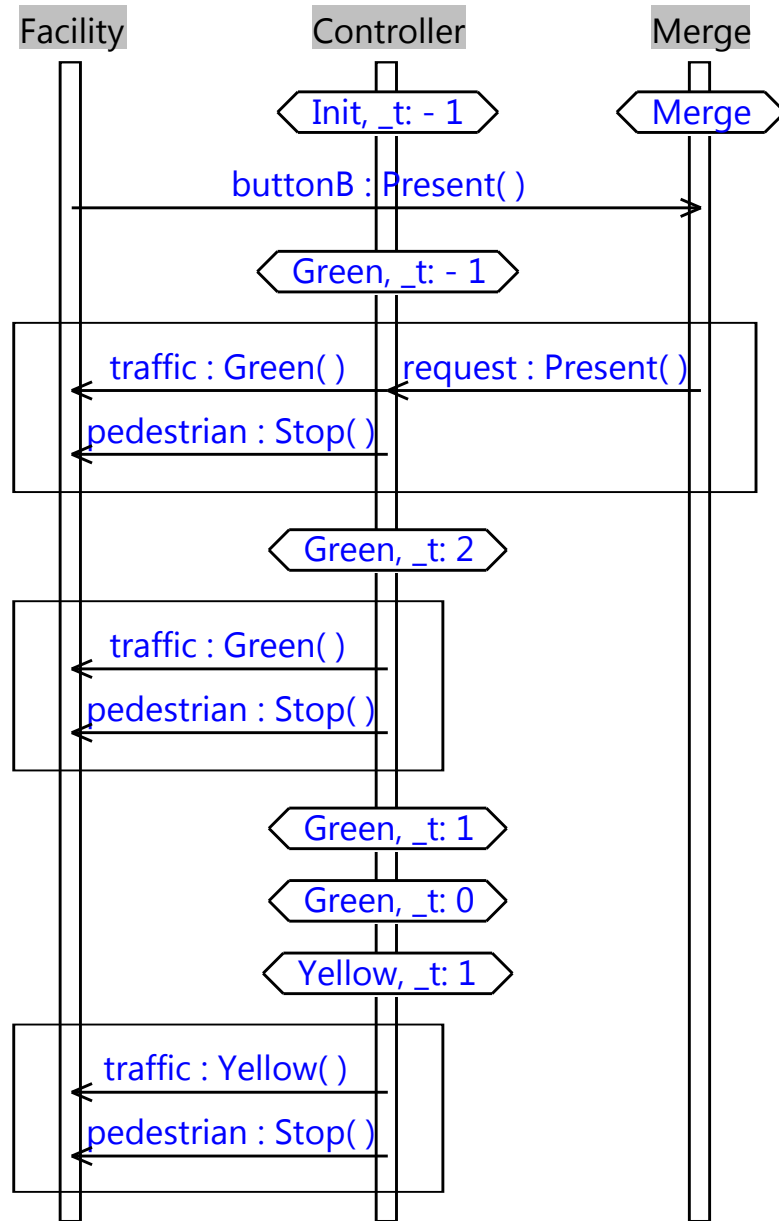 Facility Controller Merge
Init, _t: - 1 Merge
buttonB : Present( )
Green, _t: - 1
traffic : Green( ) request : Present( )
pedestrian : Stop( )
Green, _t: 2
traffic : Green( )
pedestrian : Stop( )
Green, _t: 1
Green, _t: 0
Yellow, _t: 1
traffic : Yellow( )
pedestrian : Stop( )